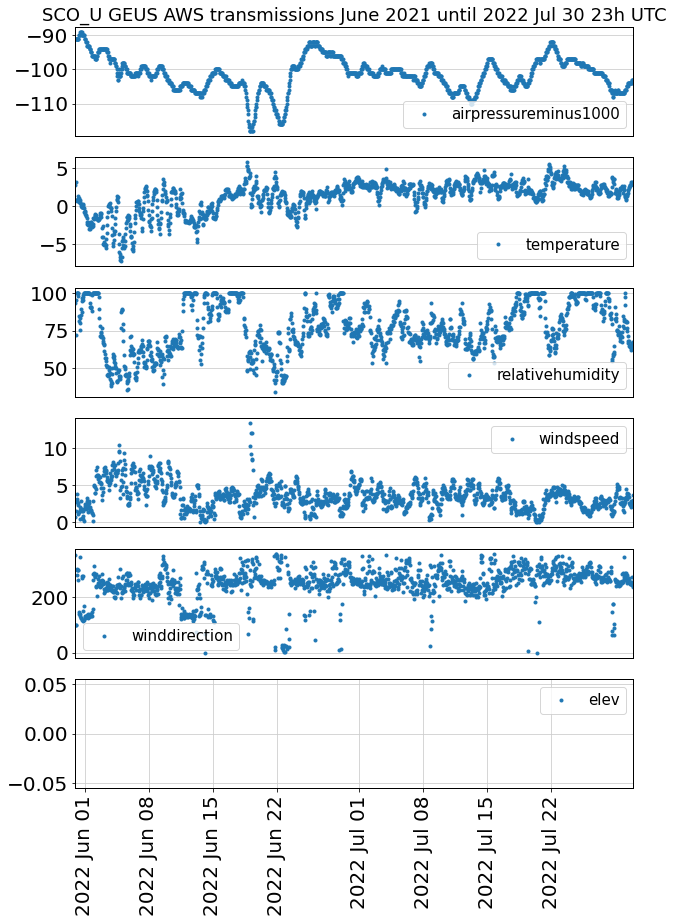 SCO_U GEUS AWS transmissions June 2021 until 2022 Jul 30 23h UTC
−90
−100
−110
airpressureminus1000
5
0
−5
temperature
100
75
50
relativehumidity
10
5
0
windspeed
200
0
winddirection
0.05
0.00
−0.05
elev
2022 Jun 01
2022 Jun 08
2022 Jun 15
2022 Jun 22
2022 Jul 01
2022 Jul 08
2022 Jul 15
2022 Jul 22